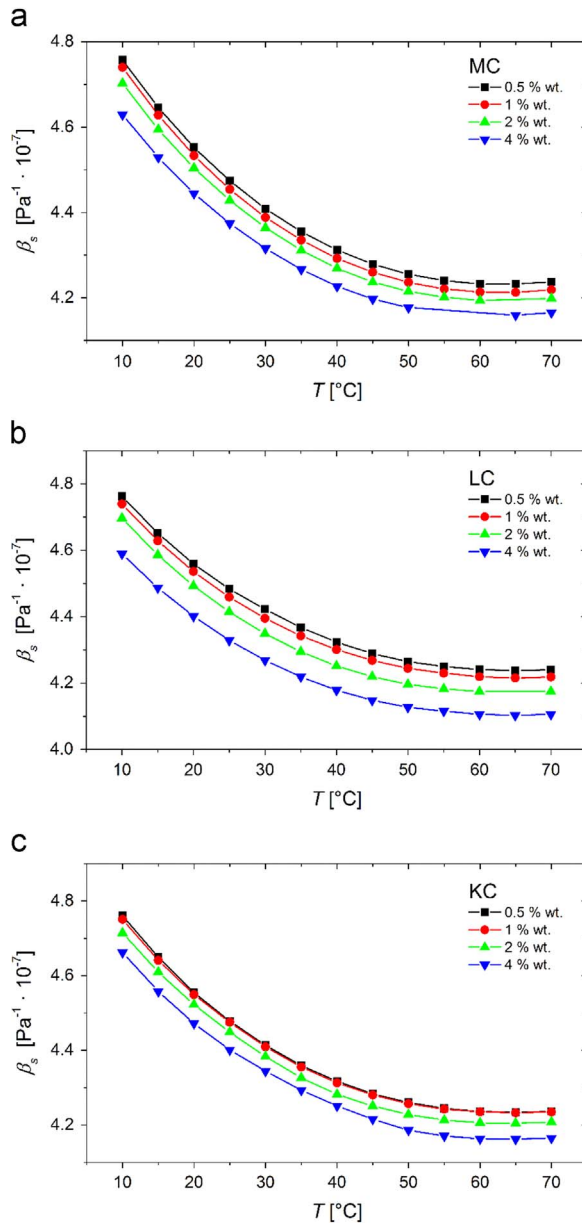 a
MC
0.5 % wt.
1 % wt.
2 % wt.
4 % wt.
4.8
4.6
4.4
4.2
βs [Pa-1 · 10-7]
10 20 30 40 50 60 70
T [°C]
b
LC
0.5 % wt.
1 % wt.
2 % wt.
4 % wt.
4.8
4.6
4.4
4.2
4.0
βs [Pa-1 · 10-7]
10 20 30 40 50 60 70
T [°C]
c
KC
0.5 % wt.
1 % wt.
2 % wt.
4 % wt.
4.8
4.6
4.4
4.2
βs [Pa-1 · 10-7]
10 20 30 40 50 60 70
T [°C]